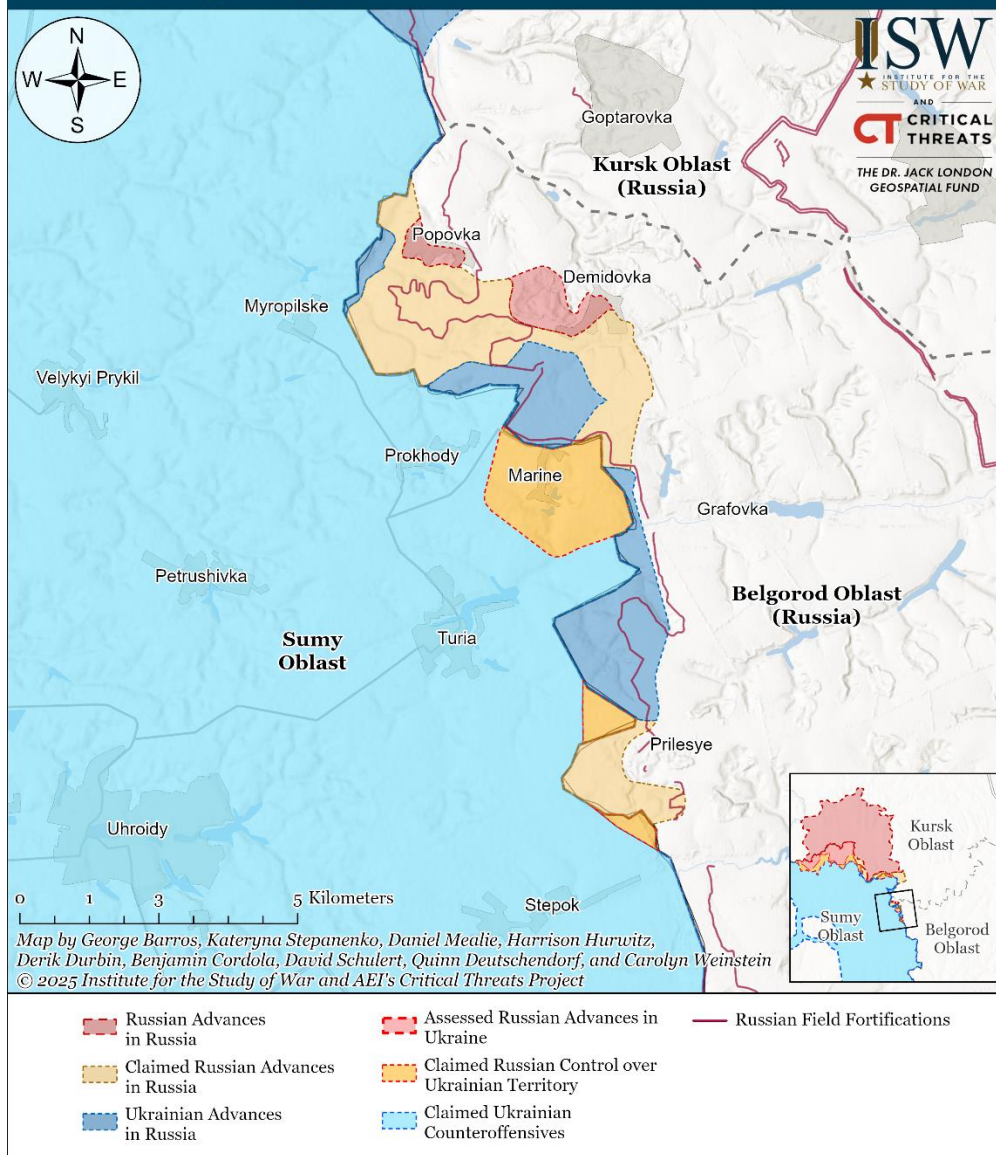 N
W
E
S
ISW
INSTITUTE FOR THE
STUDY OF WAR
AND
CT CRITICAL
THREATS
THE DR. JACK LONDON
GEOSPATIAL FUND
Goptarovka
Kursk Oblast
(Russia)
Popovka
Demidovka
Myropilske
Velykyi Prykil
Prokhody
Marine
Grafovka
Petrushivka
Belgorod Oblast
(Russia)
Sumy
Oblast
Turia
Prilesye
Uhroidy
Stepok
0 1 3 5 Kilometers
Kursk
Oblast
Sumy
Oblast
Belgorod
Oblast
Map by George Barros, Kateryna Stepanenko, Daniel Mealie, Harrison Hurwitz,
Derik Durbin, Benjamin Cordola, David Schulert, Quinn Deutschendorf, and Carolyn Weinstein
© 2025 Institute for the Study of War and AEI's Critical Threats Project
Russian Advances
in Russia
Claimed Russian Advances
in Russia
Ukrainian Advances
in Russia
Assessed Russian Advances in
Ukraine
Claimed Russian Control over
Ukrainian Territory
Claimed Ukrainian
Counteroffensives
Russian Field Fortifications